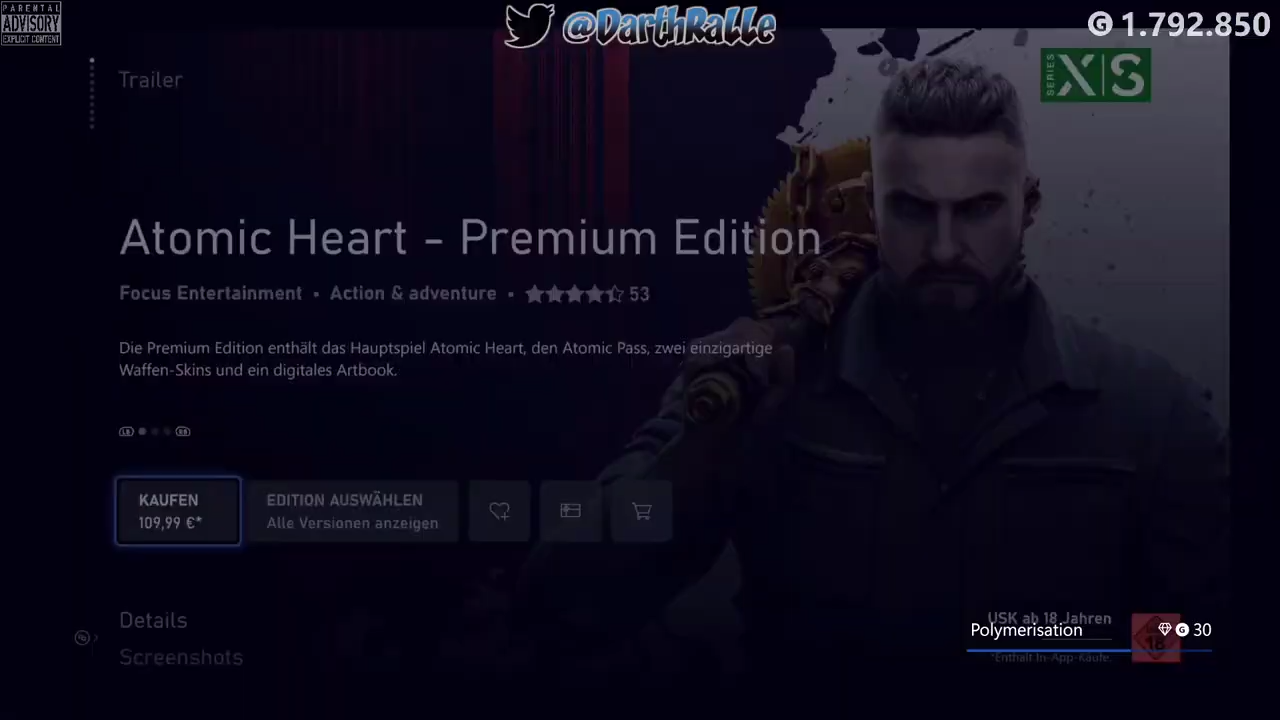 PARENTAL
ADVISORY
EXPLICIT CONTENT
@DarthRaLLe
G 1.792.850
Trailer
SERIES X|S
Atomic Heart - Premium Edition
Focus Entertainment ▪ Action & adventure ▪ 53
Die Premium Edition enthält das Hauptspiel Atomic Heart, den Atomic Pass, zwei einzigartige
Waffen-Skins und ein digitales Artbook.
LB RB
KAUFEN
109,99 €*
EDITION AUSWÄHLEN
Alle Versionen anzeigen
Details
Screenshots
USK ab 18 Jahren
Polymerisation G 30
18
*Enthält In-App-Käufe.